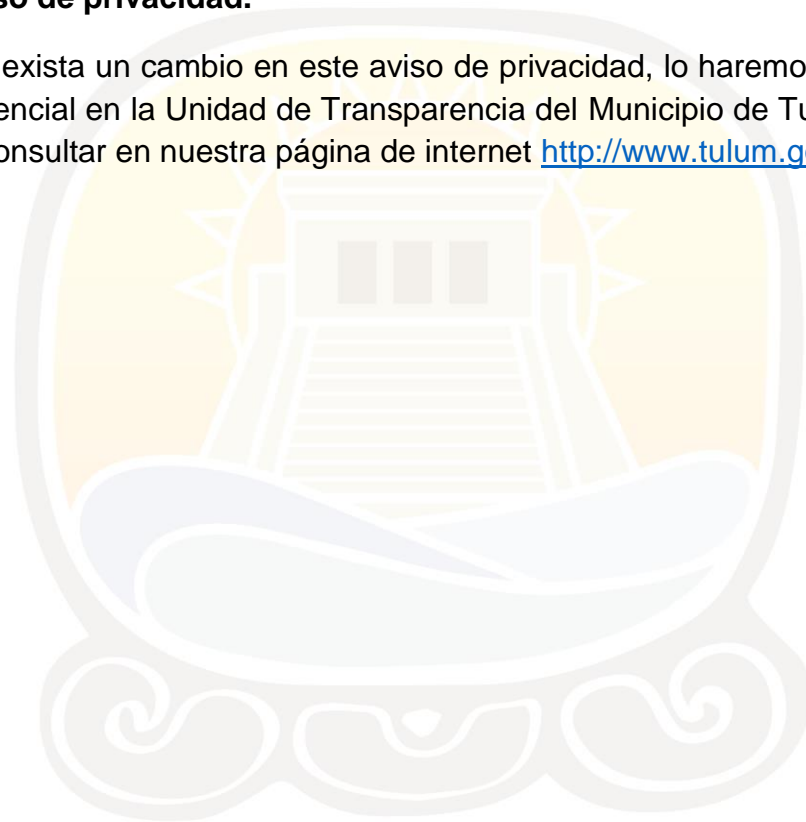 so de privacidad.
exista un cambio en este aviso de privacidad, lo haremo
encial en la Unidad de Transparencia del Municipio de Tu
onsultar en nuestra página de internet http://www.tulum.g